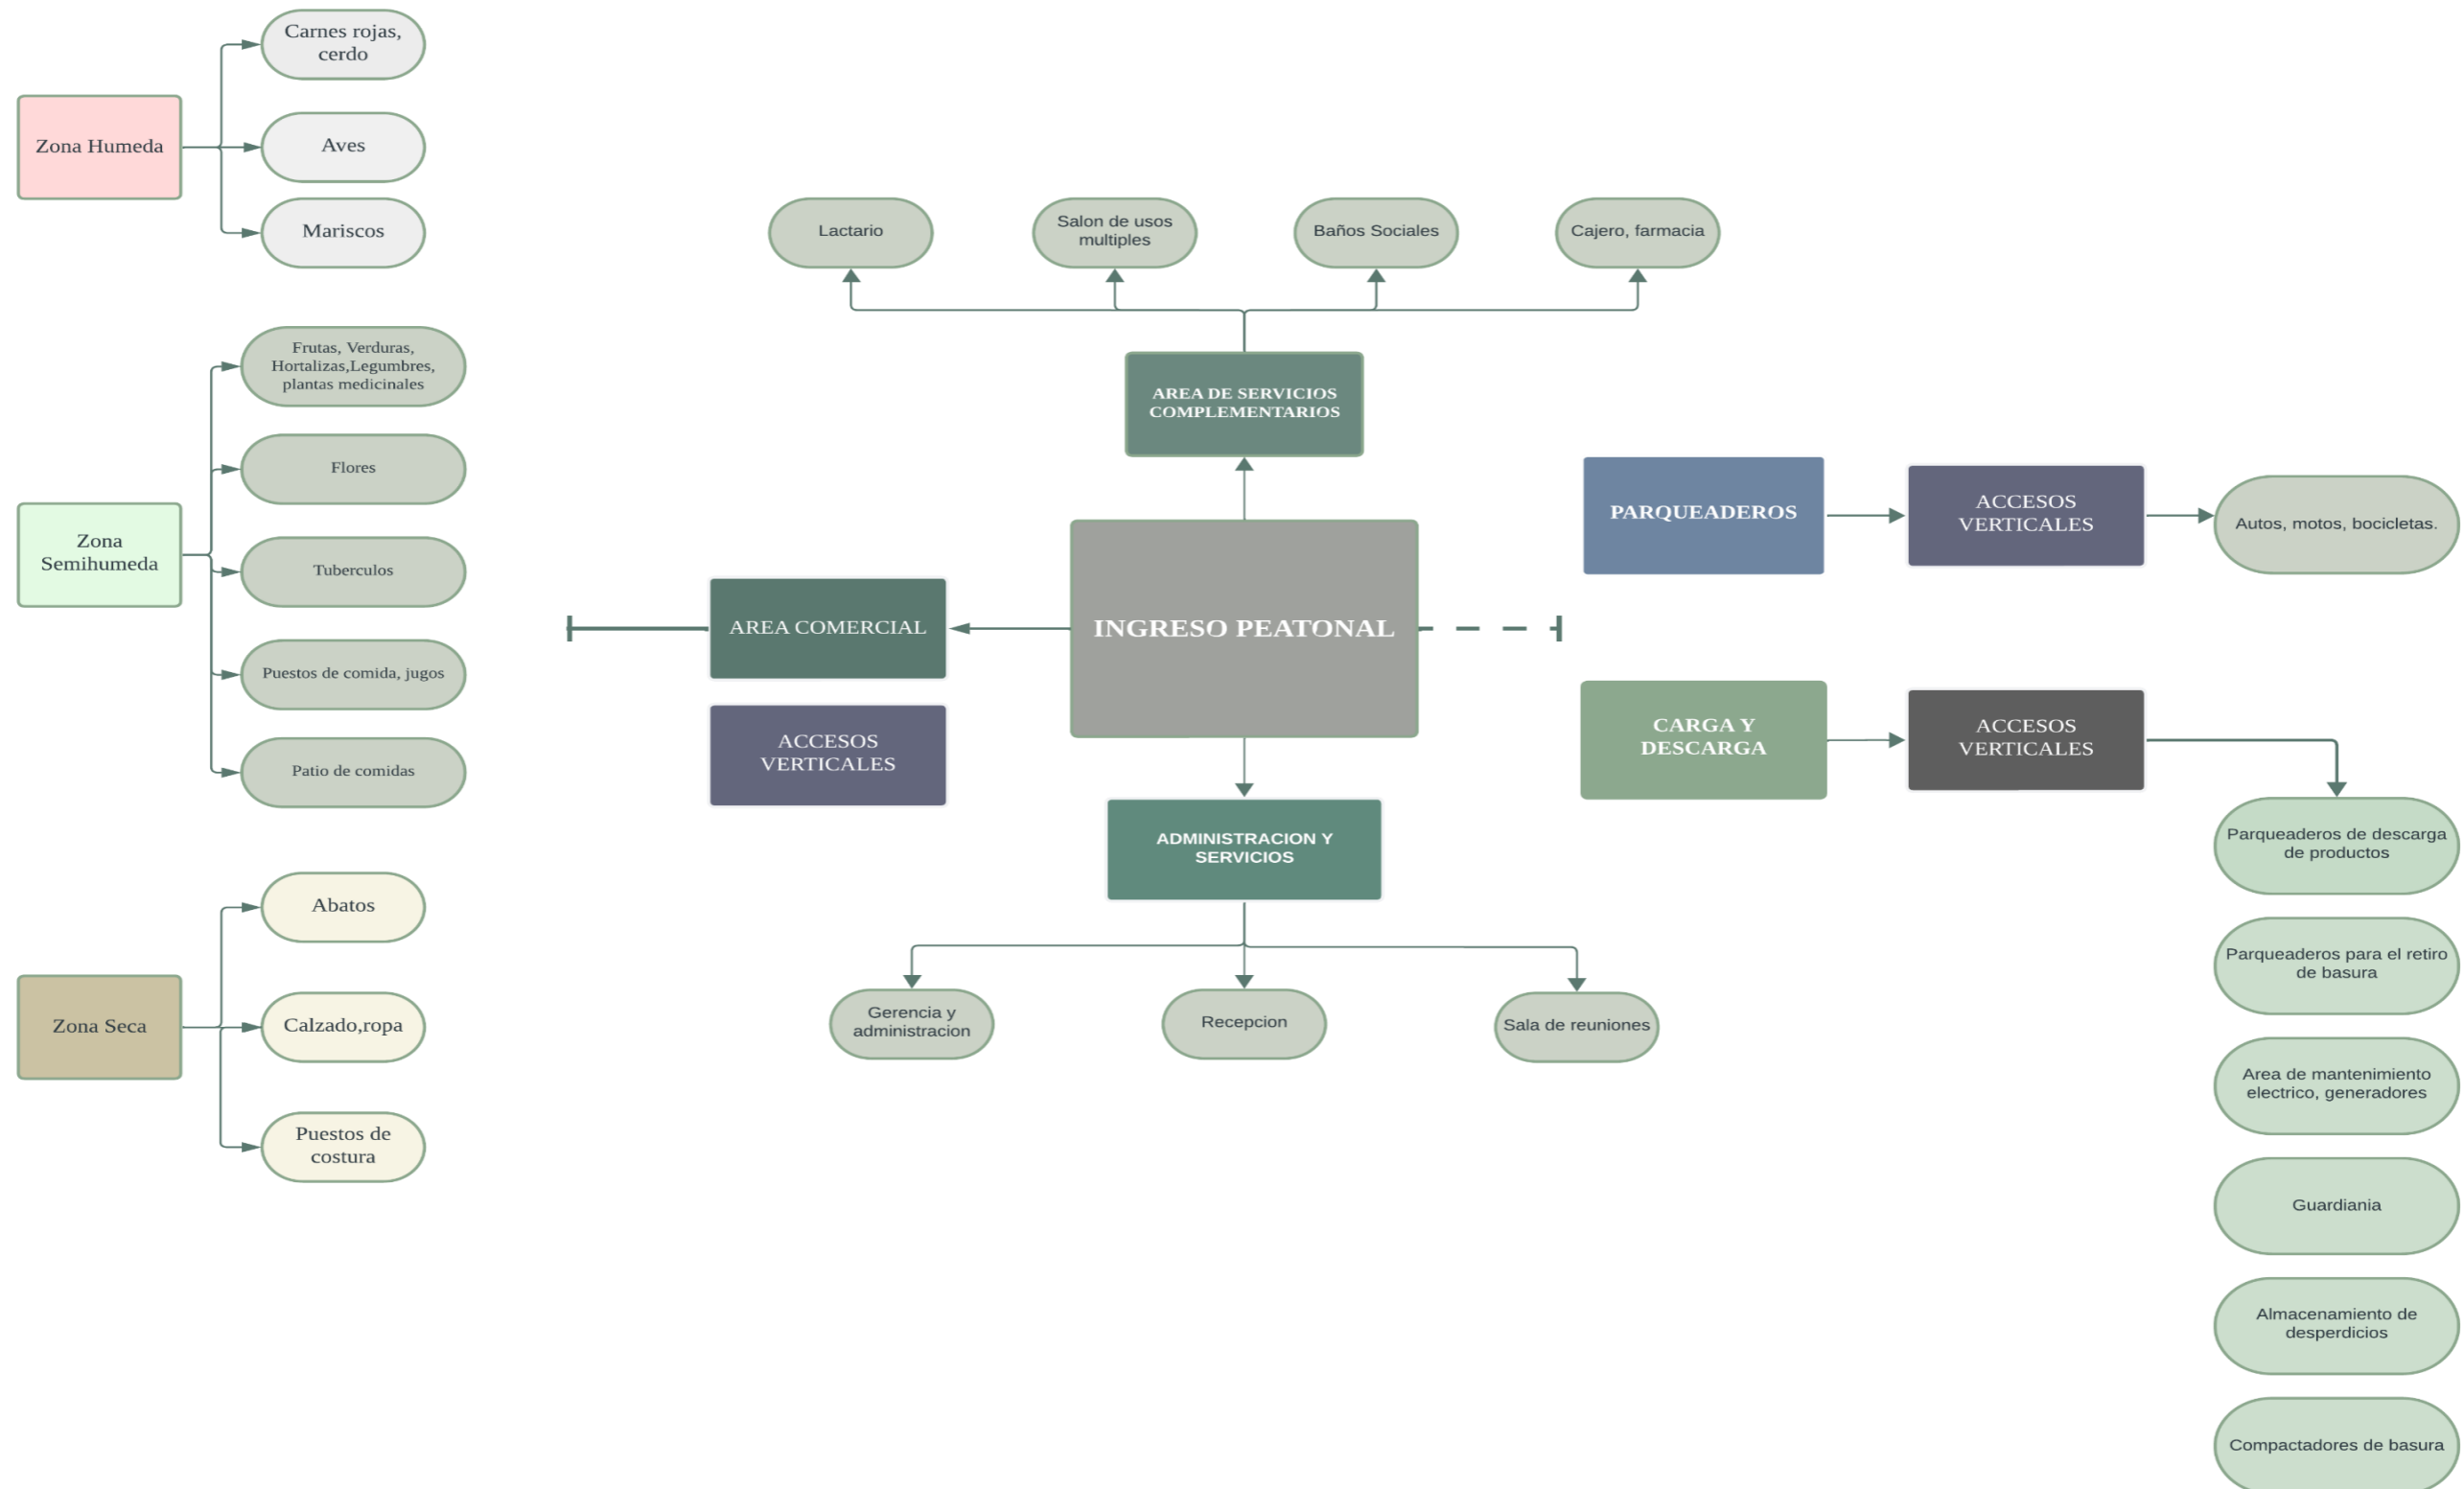 Carnes rojas,
cerdo
Zona Humeda
Aves
Mariscos
Frutas, Verduras,
Hortalizas,Legumbres,
plantas medicinales
Flores
Zona
Semihumeda
Tuberculos
Puestos de comida, jugos
Patio de comidas
Abatos
Zona Seca
Calzado,ropa
Puestos de
costura
Lactario
Salon de usos
multiples
Baños Sociales
Cajero, farmacia
AREA DE SERVICIOS
COMPLEMENTARIOS
AREA COMERCIAL
INGRESO PEATONAL
ACCESOS
VERTICALES
ADMINISTRACION Y
SERVICIOS
Gerencia y
administracion
Recepcion
Sala de reuniones
PARQUEADEROS
ACCESOS
VERTICALES
Autos, motos, bocicletas.
CARGA Y
DESCARGA
ACCESOS
VERTICALES
Parqueaderos de descarga
de productos
Parqueaderos para el retiro
de basura
Area de mantenimiento
electrico, generadores
Guardiania
Almacenamiento de
desperdicios
Compactadores de basura